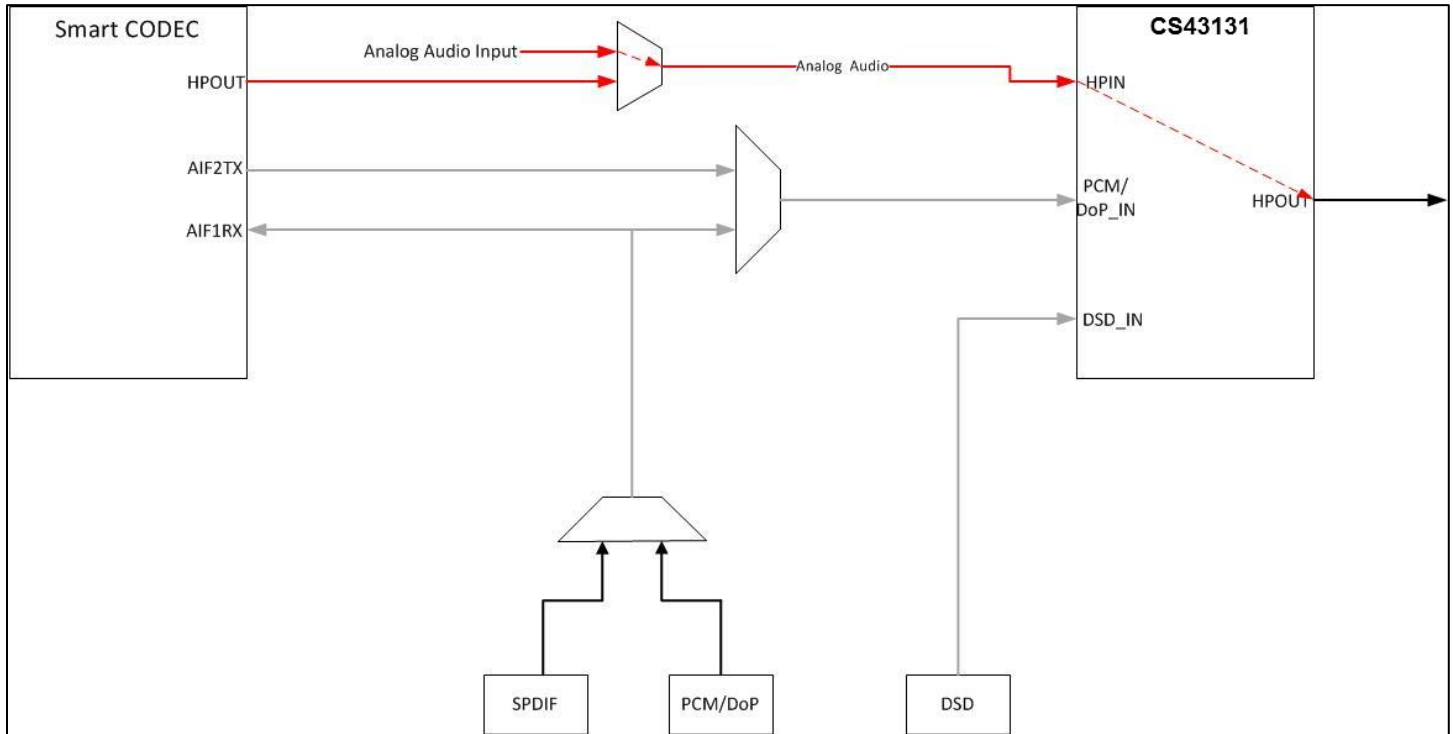 Smart CODEC
CS43131
Analog Audio Input
Analog Audio
HPOUT
HPIN
AIF2TX
PCM/
DoP_IN
HPOUT
AIF1RX
DSD_IN
SPDIF
PCM/DoP
DSD